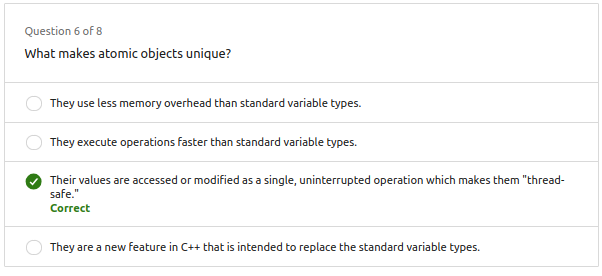 Question 6 of 8
What makes atomic objects unique?
They use less memory overhead than standard variable types.
They execute operations faster than standard variable types.
Their values are accessed or modified as a single, uninterrupted operation which makes them "thread-
safe."
Correct
They are a new feature in C++ that is intended to replace the standard variable types.